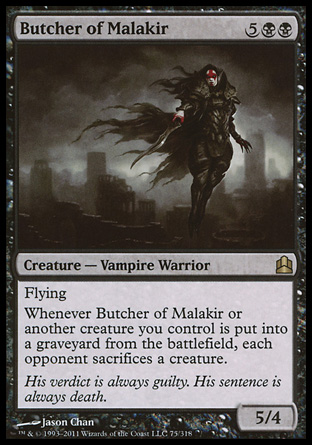 Butcher of Malakir 5
Creature — Vampire Warrior
Flying
Whenever Butcher of Malakir or
another creature you control is put into
a graveyard from the battlefield, each
opponent sacrifices a creature.
His verdict is always guilty. His sentence is
always death.
Jason Chan
™ & © 1993–2011 Wizards of the Coast LLC 75/318
5/4